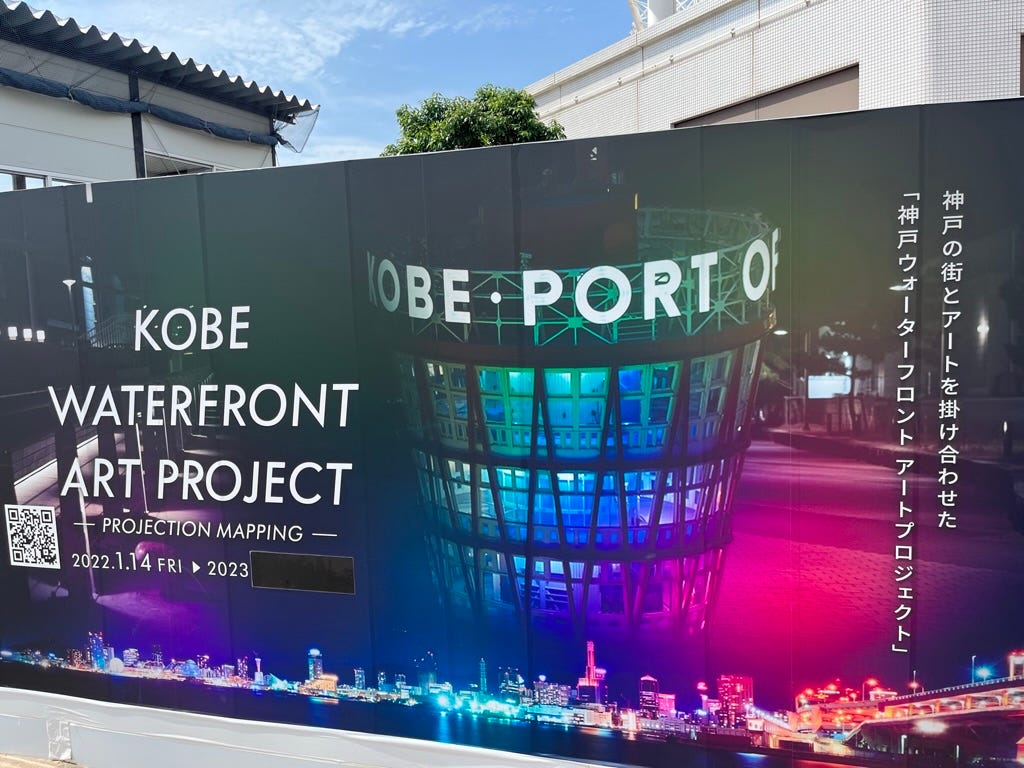 KOBE
WATERFRONT
ART PROJECT
— PROJECTION MAPPING —
2022.1.14 FRI ▶ 2023
KOBE・PORT OF
神戸の街とアートを掛け合わせた
「神戸ウォーターフロント アートプロジェクト」